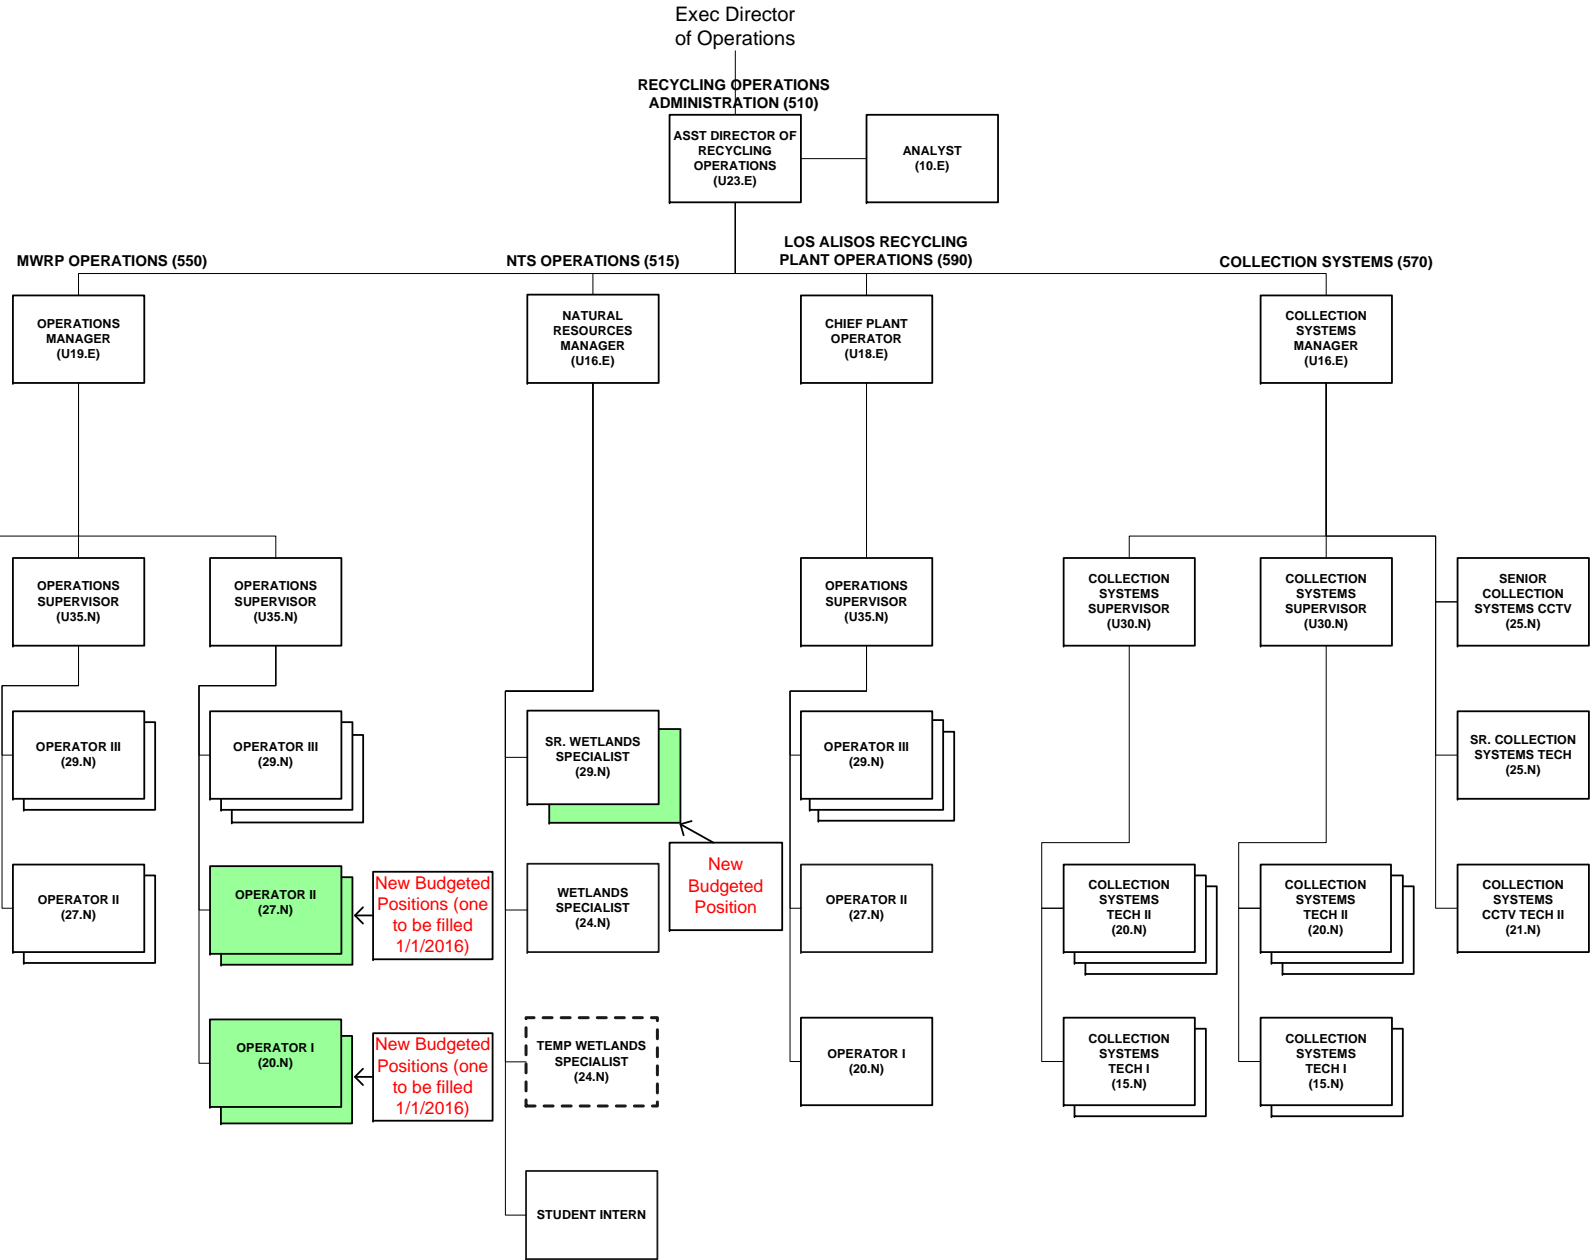 Exec Director
of Operations
RECYCLING OPERATIONS
ADMINISTRATION (510)
ASST DIRECTOR OF
RECYCLING
OPERATIONS
(U23.E)
ANALYST
(10.E)
MWRP OPERATIONS (550)
NTS OPERATIONS (515)
LOS ALISOS RECYCLING
PLANT OPERATIONS (590)
COLLECTION SYSTEMS (570)
OPERATIONS
MANAGER
(U19.E)
NATURAL
RESOURCES
MANAGER
(U16.E)
CHIEF PLANT
OPERATOR
(U18.E)
COLLECTION
SYSTEMS
MANAGER
(U16.E)
OPERATIONS
SUPERVISOR
(U35.N)
OPERATIONS
SUPERVISOR
(U35.N)
OPERATIONS
SUPERVISOR
(U35.N)
COLLECTION
SYSTEMS
SUPERVISOR
(U30.N)
COLLECTION
SYSTEMS
SUPERVISOR
(U30.N)
SENIOR
COLLECTION
SYSTEMS CCTV
(25.N)
OPERATOR III
(29.N)
OPERATOR III
(29.N)
SR. WETLANDS
SPECIALIST
(29.N)
OPERATOR III
(29.N)
SR. COLLECTION
SYSTEMS TECH
(25.N)
New
Budgeted
Position
OPERATOR II
(27.N)
OPERATOR II
(27.N)
New Budgeted
Positions (one
to be filled
1/1/2016)
WETLANDS
SPECIALIST
(24.N)
OPERATOR II
(27.N)
COLLECTION
SYSTEMS
TECH II
(20.N)
COLLECTION
SYSTEMS
TECH II
(20.N)
COLLECTION
SYSTEMS
CCTV TECH II
(21.N)
OPERATOR I
(20.N)
New Budgeted
Positions (one
to be filled
1/1/2016)
TEMP WETLANDS
SPECIALIST
(24.N)
OPERATOR I
(20.N)
COLLECTION
SYSTEMS
TECH I
(15.N)
COLLECTION
SYSTEMS
TECH I
(15.N)
STUDENT INTERN